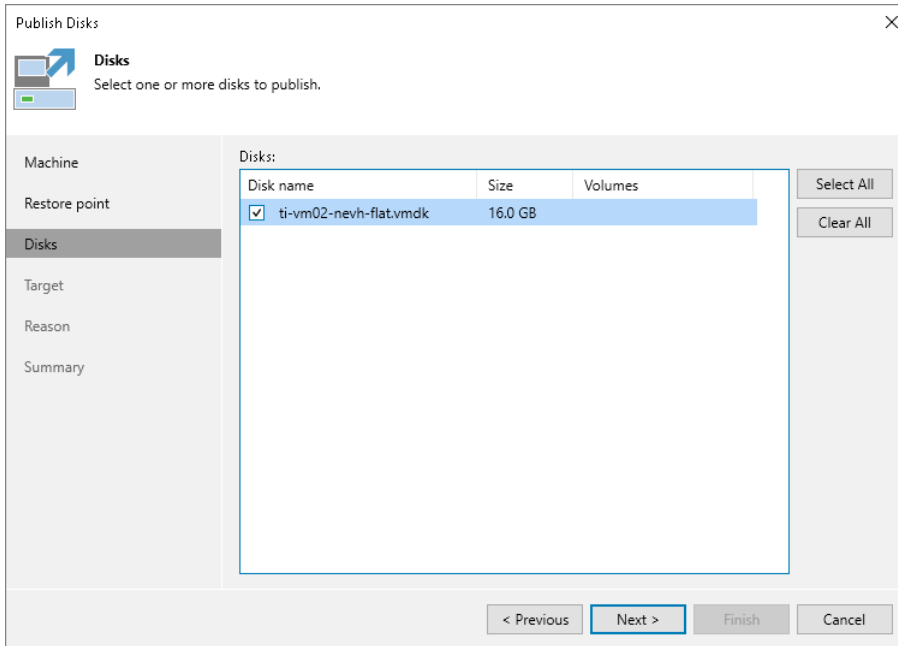 Publish Disks
Disks
Select one or more disks to publish.
Machine
Restore point
Disks
Target
Reason
Summary
Disks:
Disk name Size Volumes
ti-vm02-nevh-flat.vmdk 16.0 GB
Select All
Clear All
< Previous Next > Finish Cancel